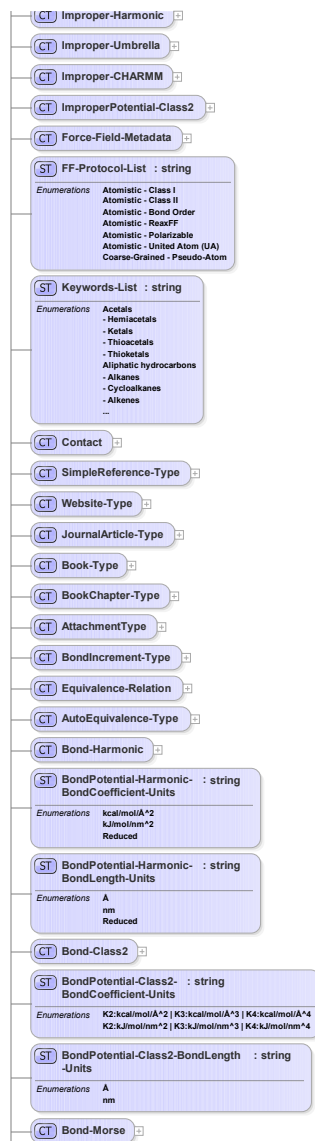 CT Improper-Harmonic
CT Improper-Umbrella
CT Improper-CHARMM
CT ImproperPotential-Class2
CT Force-Field-Metadata
ST FF-Protocol-List : string
Enumerations Atomistic - Class I
Atomistic - Class II
Atomistic - Bond Order
Atomistic - ReaxFF
Atomistic - Polarizable
Atomistic - United Atom (UA)
Coarse-Grained - Pseudo-Atom
ST Keywords-List : string
Enumerations Acetals
- Hemiacetals
- Ketals
- Thioacetals
- Thioketals
Aliphatic hydrocarbons
- Alkanes
- Cycloalkanes
- Alkenes
...
CT Contact
CT SimpleReference-Type
CT Website-Type
CT JournalArticle-Type
CT Book-Type
CT BookChapter-Type
CT AttachmentType
CT BondIncrement-Type
CT Equivalence-Relation
CT AutoEquivalence-Type
CT Bond-Harmonic
ST BondPotential-Harmonic- : string
BondCoefficient-Units
Enumerations kcal/mol/Å^2
kJ/mol/nm^2
Reduced
ST BondPotential-Harmonic- : string
BondLength-Units
Enumerations Å
nm
Reduced
CT Bond-Class2
ST BondPotential-Class2- : string
BondCoefficient-Units
Enumerations K2:kcal/mol/Å^2 | K3:kcal/mol/Å^3 | K4:kcal/mol/Å^4
K2:kJ/mol/nm^2 | K3:kJ/mol/nm^3 | K4:kJ/mol/nm^4
ST BondPotential-Class2-BondLength : string
-Units
Enumerations Å
nm
CT Bond-Morse